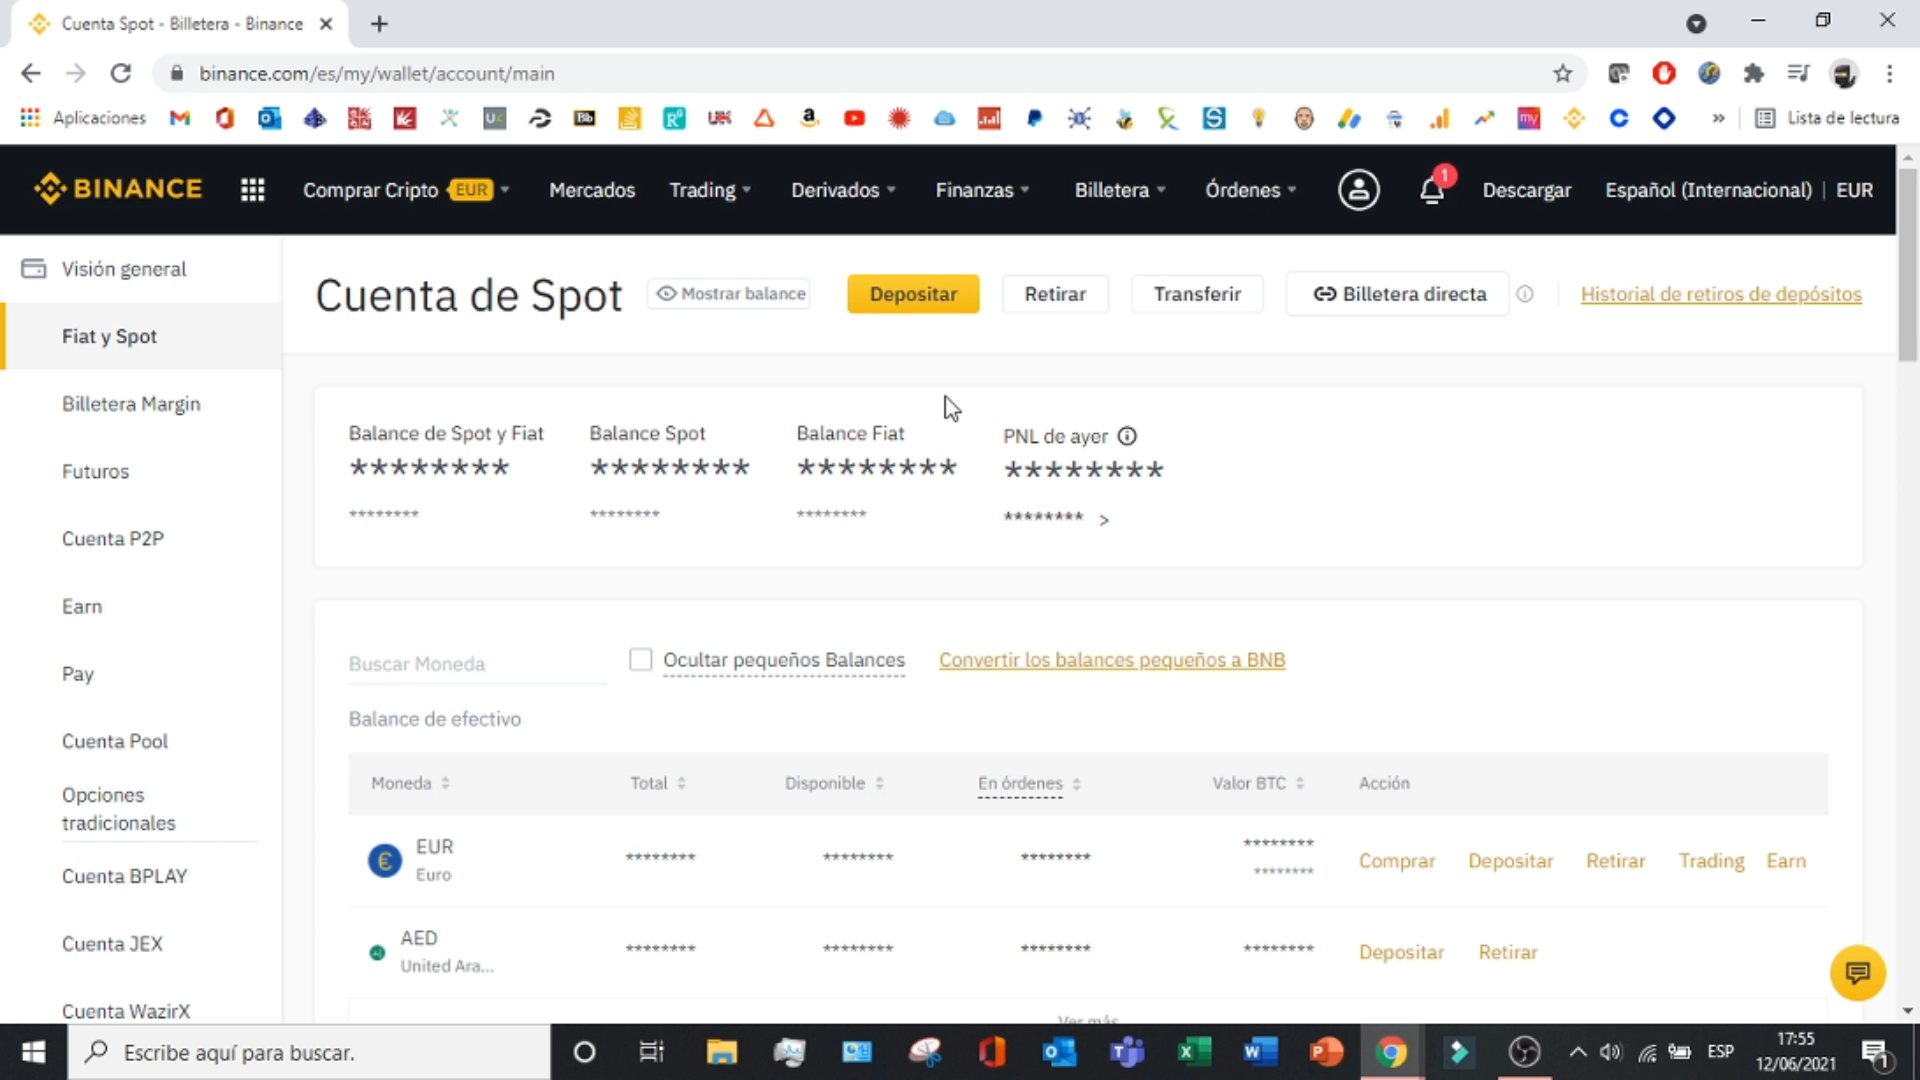 Cuenta Spot - Billetera - Binance
binance.com/es/my/wallet/account/main
Aplicaciones
Bb
my
Lista de lectura
BINANCE
Comprar Cripto EUR
Mercados
Trading
Derivados
Finanzas
Billetera
Órdenes
1
Descargar
Español (Internacional) | EUR
Visión general
Fiat y Spot
Billetera Margin
Futuros
Cuenta P2P
Earn
Pay
Cuenta Pool
Opciones
tradicionales
Cuenta BPLAY
Cuenta JEX
Cuenta WazirX
Cuenta de Spot
Mostrar balance
Depositar
Retirar
Transferir
Billetera directa
Historial de retiros de depósitos
Balance de Spot y Fiat Balance Spot Balance Fiat PNL de ayer
******** ******** ******** ********
******** ******** ******** ******** >
Buscar Moneda
Ocultar pequeños Balances
Convertir los balances pequeños a BNB
Balance de efectivo
Moneda Total Disponible En órdenes Valor BTC Acción
EUR
Euro
******** ******** ******** ********
********
Comprar Depositar Retirar Trading Earn
AED
United Ara...
******** ******** ******** ********
Depositar Retirar
Ver más
Escribe aquí para buscar.
ESP
17:55
12/06/2021
1